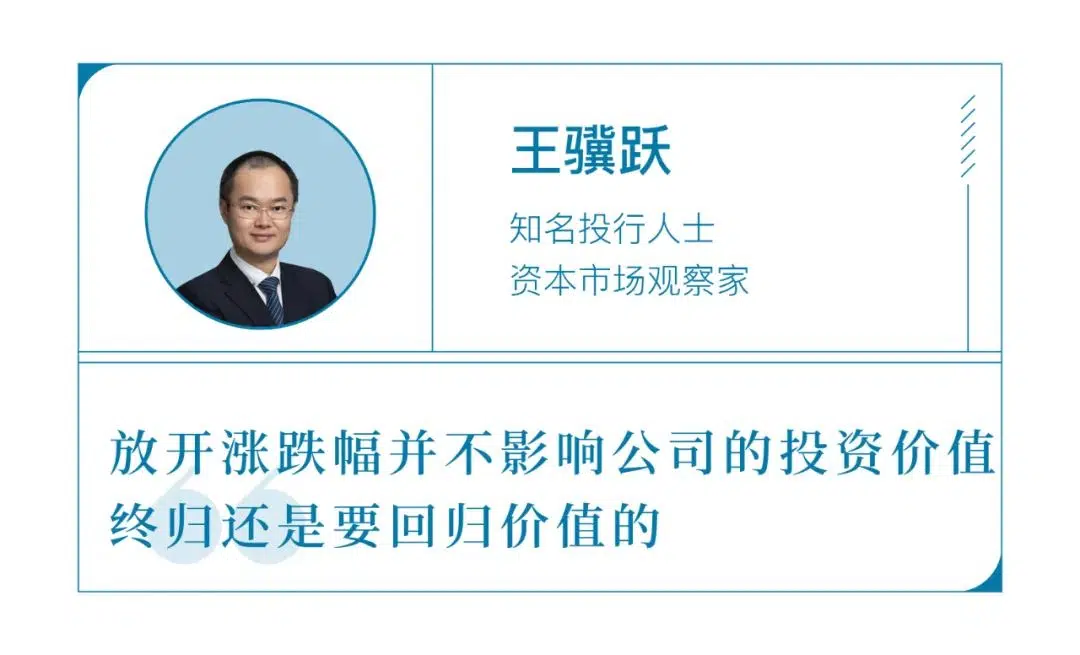 王骥跃
知名投行人士
资本市场观察家
放开涨跌幅并不影响公司的投资价值
终归还是要回归价值的